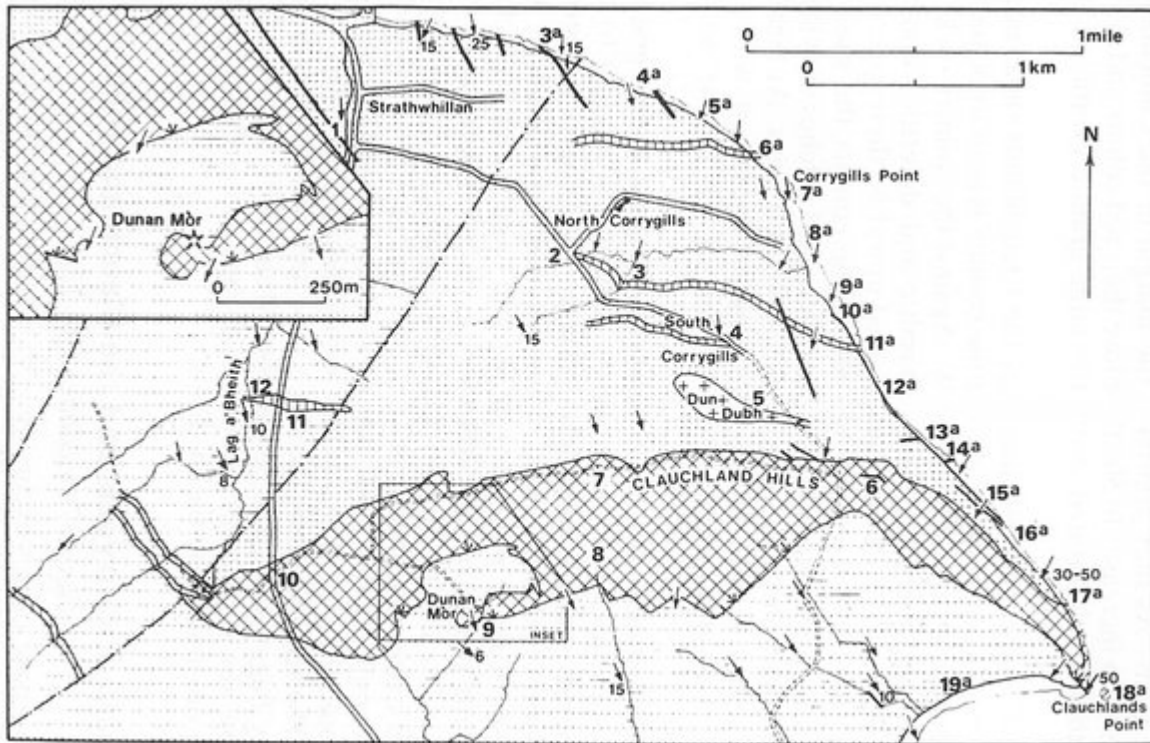 15
25
3a
15
0
1mile
0
1km
Strathwhillan
4a
5a
6a
N
1
Corrygills Point
7a
North Corrygills
8a
Dunan Mòr
0
250m
2
3
9a
10a
15
South
Corrygills
4
11a
Lag a' Bheith'
12
11
10
Dun
Dubh
5
12a
8
13a
14a
7
CLAUCHLAND HILLS
6
15a
16a
8
30-50
17a
10
Dunan
Mòr
9
INSET
6
15
10
19a
50
18a
Clauchlands
Point